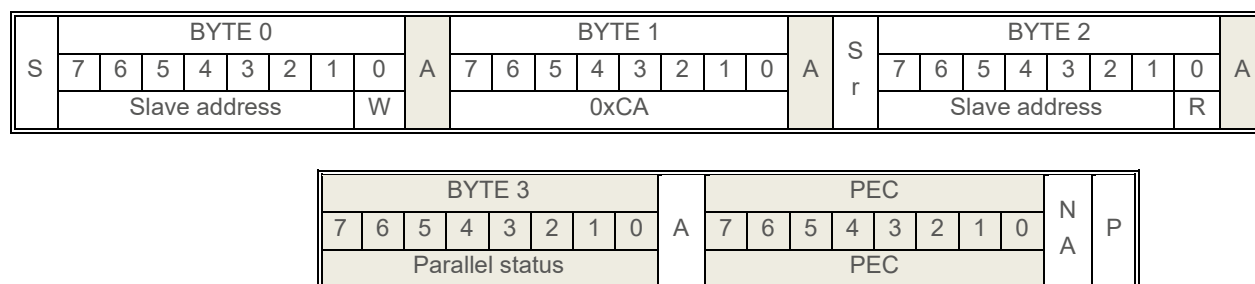 BYTE 0 BYTE 1 BYTE 2
S 7 6 5 4 3 2 1 0 A 7 6 5 4 3 2 1 0 A S r 7 6 5 4 3 2 1 0 A
Slave address W 0xCA Slave address R
BYTE 3 PEC
7 6 5 4 3 2 1 0 A 7 6 5 4 3 2 1 0 N A P
Parallel status PEC